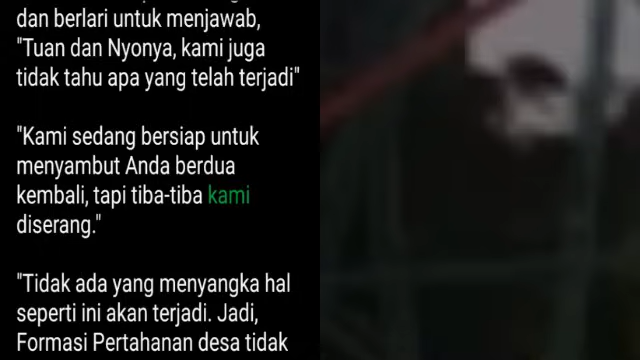 dan berlari untuk menjawab,
"Tuan dan Nyonya, kami juga
tidak tahu apa yang telah terjadi"
"Kami sedang bersiap untuk
menyambut Anda berdua
kembali, tapi tiba-tiba kami
diserang."
"Tidak ada yang menyangka hal
seperti ini akan terjadi. Jadi,
Formasi Pertahanan desa tidak